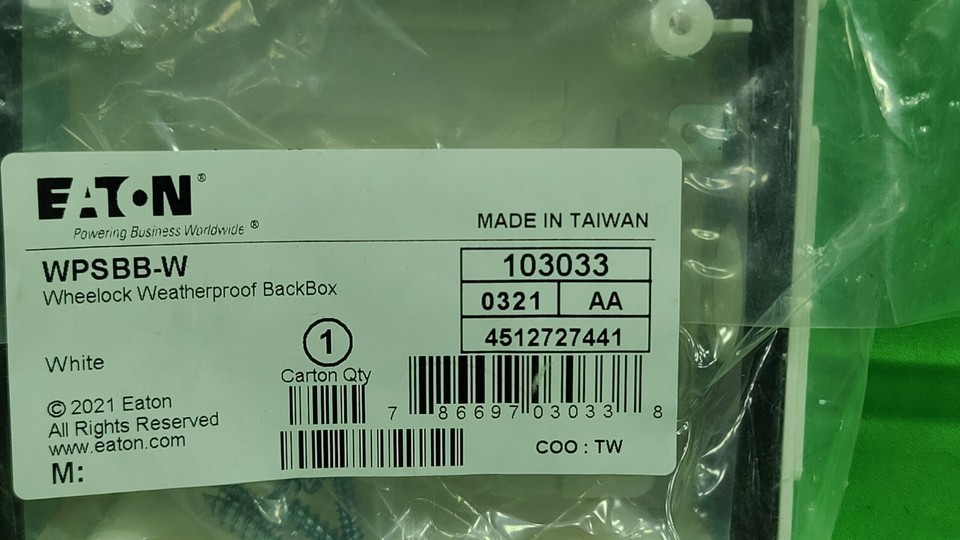 EATON®
Powering Business Worldwide®
MADE IN TAIWAN
WPSBB-W
Wheelock Weatherproof BackBox
103033
0321 AA
4512727441
White
1
Carton Qty
7 86697 03033 8
© 2021 Eaton
All Rights Reserved
www.eaton.com
COO : TW
M: